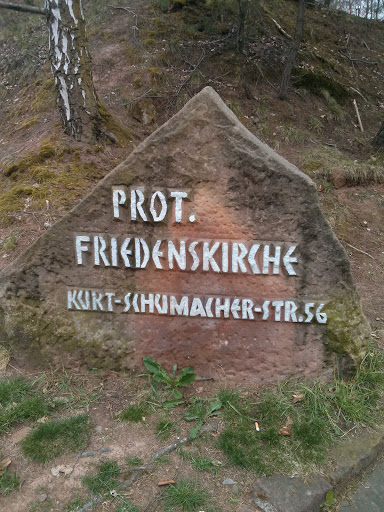 PROT.
FRIEDENSKIRCHE
KURT-SCHUMACHER-STR.56